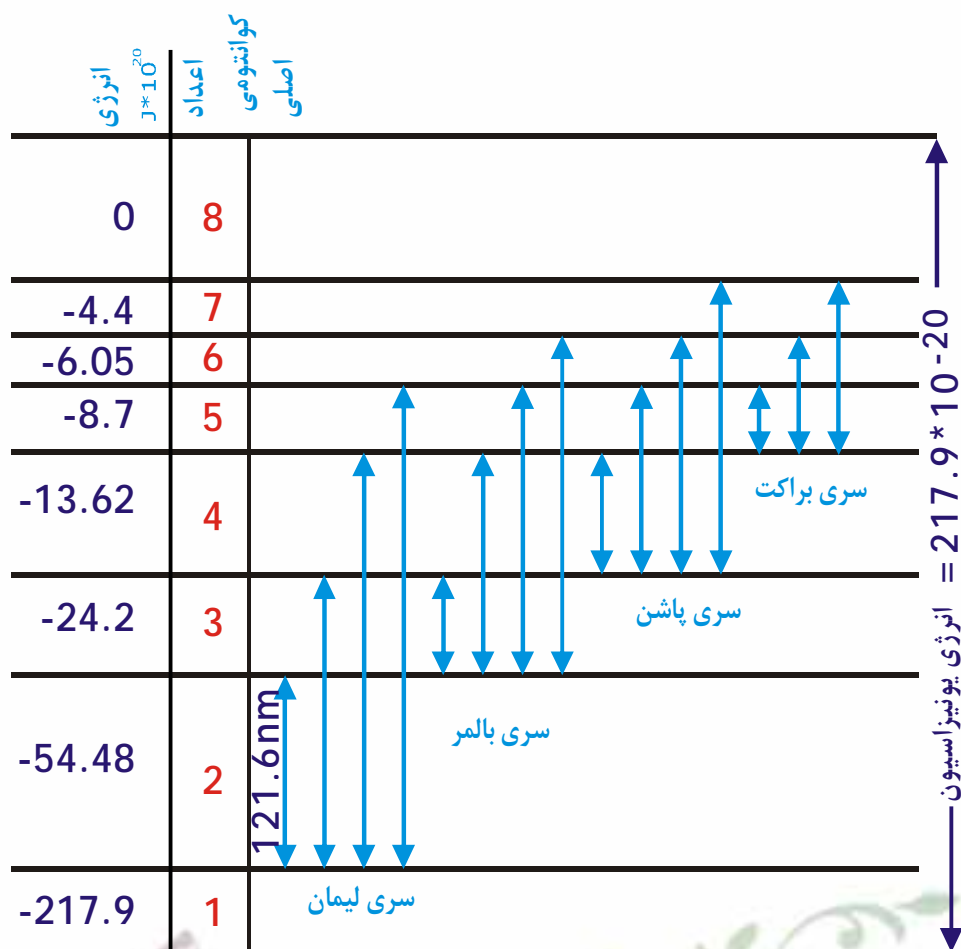 انرژی
J*10^20
اعداد
کوانتومی
اصلی
0 8
-4.4 7
-6.05 6
-8.7 5
-13.62 4
سری براکت
-24.2 3
سری پاشن
-54.48 2
121.6nm
سری بالمر
-217.9 1
سری لیمان
انرژی یونیزاسیون =217.9*10-20